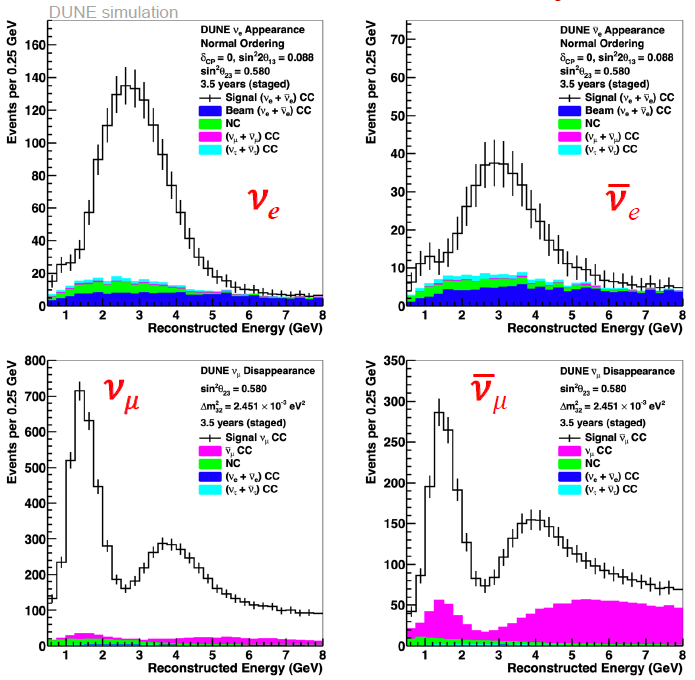 DUNE simulation
DUNE νₑ Appearance
Normal Ordering
δCP = 0, sin²2θ₁₃ = 0.088
sin²θ₂₃ = 0.580
3.5 years (staged)
Signal (νₑ + ν̅ₑ) CC
Beam (νₑ + ν̅ₑ) CC
NC
(νμ + ν̅μ) CC
(ντ + ν̅τ) CC
νₑ
Events per 0.25 GeV
0 20 40 60 80 100 120 140 160
1 2 3 4 5 6 7 8
Reconstructed Energy (GeV)
DUNE ν̅ₑ Appearance
Normal Ordering
δCP = 0, sin²2θ₁₃ = 0.088
sin²θ₂₃ = 0.580
3.5 years (staged)
Signal (νₑ + ν̅ₑ) CC
Beam (νₑ + ν̅ₑ) CC
NC
(νμ + ν̅μ) CC
(ντ + ν̅τ) CC
ν̅ₑ
Events per 0.25 GeV
0 10 20 30 40 50 60 70
1 2 3 4 5 6 7 8
Reconstructed Energy (GeV)
DUNE νμ Disappearance
sin²θ₂₃ = 0.580
Δm²₃₂ = 2.451 × 10⁻³ eV²
3.5 years (staged)
Signal νμ CC
ν̅μ CC
NC
(νₑ + ν̅ₑ) CC
(ντ + ν̅τ) CC
νμ
Events per 0.25 GeV
0 100 200 300 400 500 600 700 800
1 2 3 4 5 6 7 8
Reconstructed Energy (GeV)
DUNE ν̅μ Disappearance
sin²θ₂₃ = 0.580
Δm²₃₂ = 2.451 × 10⁻³ eV²
3.5 years (staged)
Signal ν̅μ CC
νμ CC
NC
(νₑ + ν̅ₑ) CC
(ντ + ν̅τ) CC
ν̅μ
Events per 0.25 GeV
0 50 100 150 200 250 300 350
1 2 3 4 5 6 7 8
Reconstructed Energy (GeV)